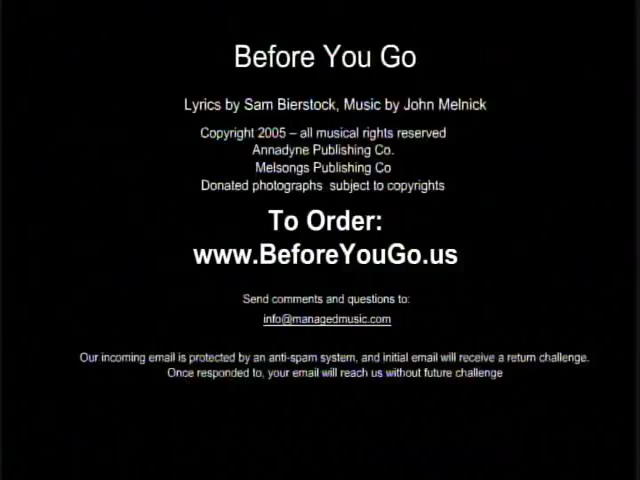 Before You Go
Lyrics by Sam Bierstock, Music by John Melnick
Copyright 2005 – all musical rights reserved
Annadyne Publishing Co.
Melsongs Publishing Co
Donated photographs subject to copyrights
To Order:
www.BeforeYouGo.us
Send comments and questions to:
info@managedmusic.com
Our incoming email is protected by an anti-spam system, and initial email will receive a return challenge.
Once responded to, your email will reach us without future challenge